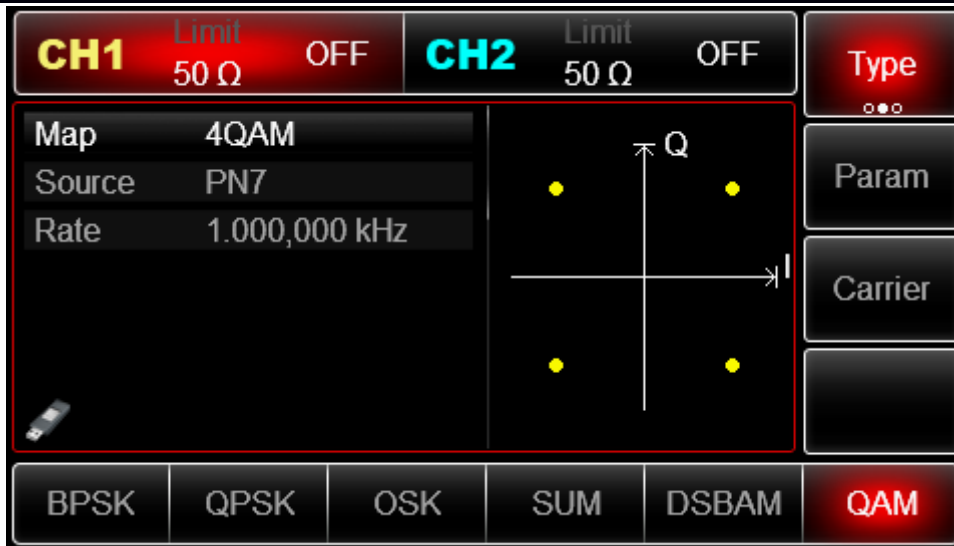 CH1 Limit 50 Ω OFF CH2 Limit 50 Ω OFF
Type
Map 4QAM
Source PN7
Rate 1.000,000 kHz
Q
I
Param
Carrier
BPSK QPSK OSK SUM DSBAM QAM